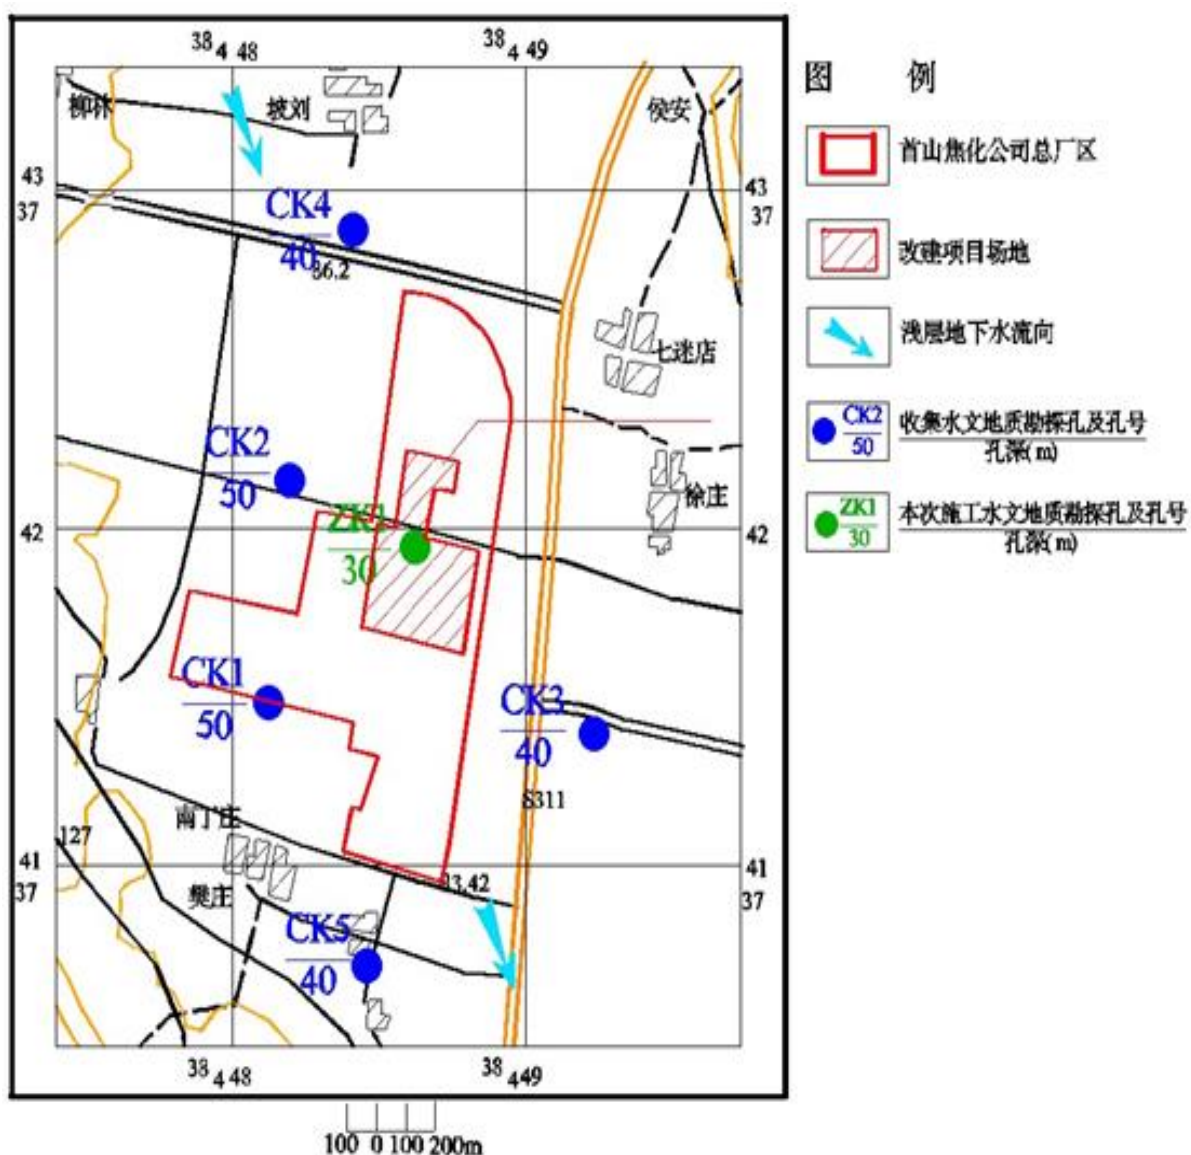 38 4 48
38 4 49
柳林
坡刘
侯安
43
37
43
37
CK4
40
86.2
七迷店
CK2
50
徐庄
42
ZK1
30
42
CK1
50
CK3
40
S311
南丁庄
127
41
37
41
37
樊庄
83.42
CK5
40
38 4 48
38 4 49
100 0 100 200m
图 例
首山焦化公司总厂区
改建项目场地
浅层地下水流向
CK2
50
收集水文地质勘探孔及孔号
孔深(m)
ZK1
30
本次施工水文地质勘探孔及孔号
孔深(m)